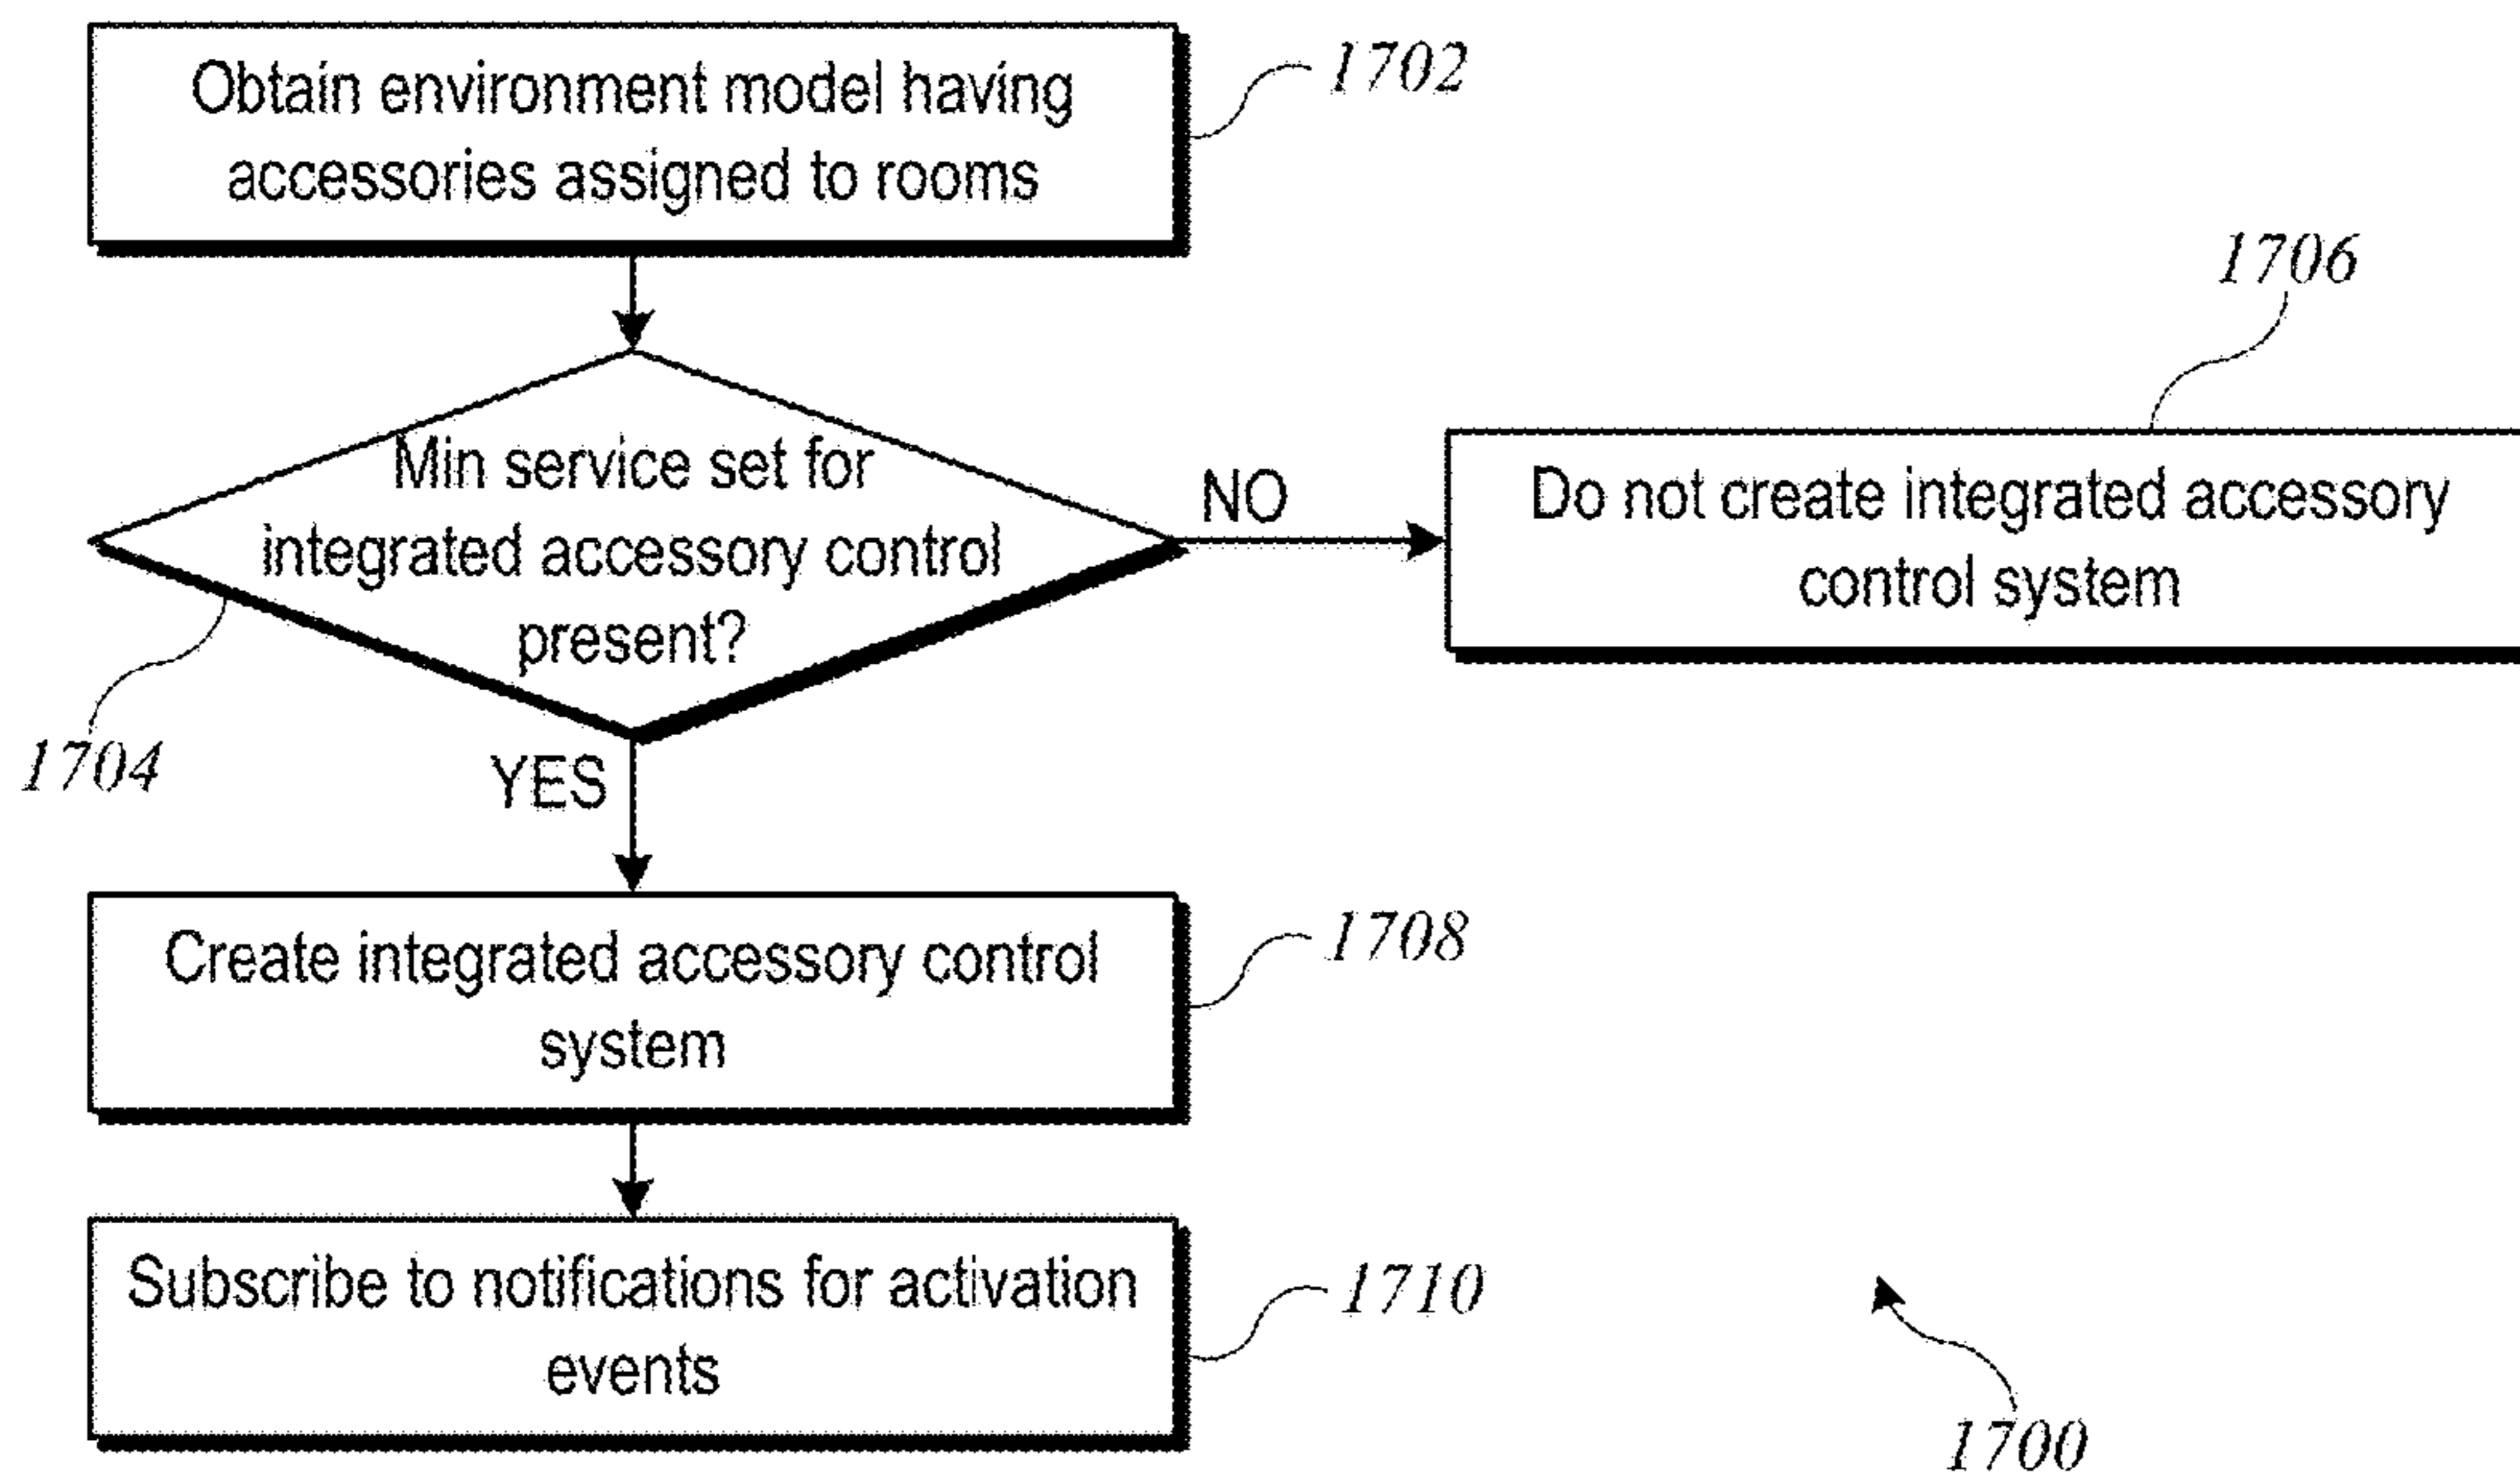 Obtain environment model having
accessories assigned to rooms
1702
1706
Min service set for
integrated accessory control
present?
NO
Do not create integrated accessory
control system
1704
YES
Create integrated accessory control
system
1708
Subscribe to notifications for activation
events
1710
1700